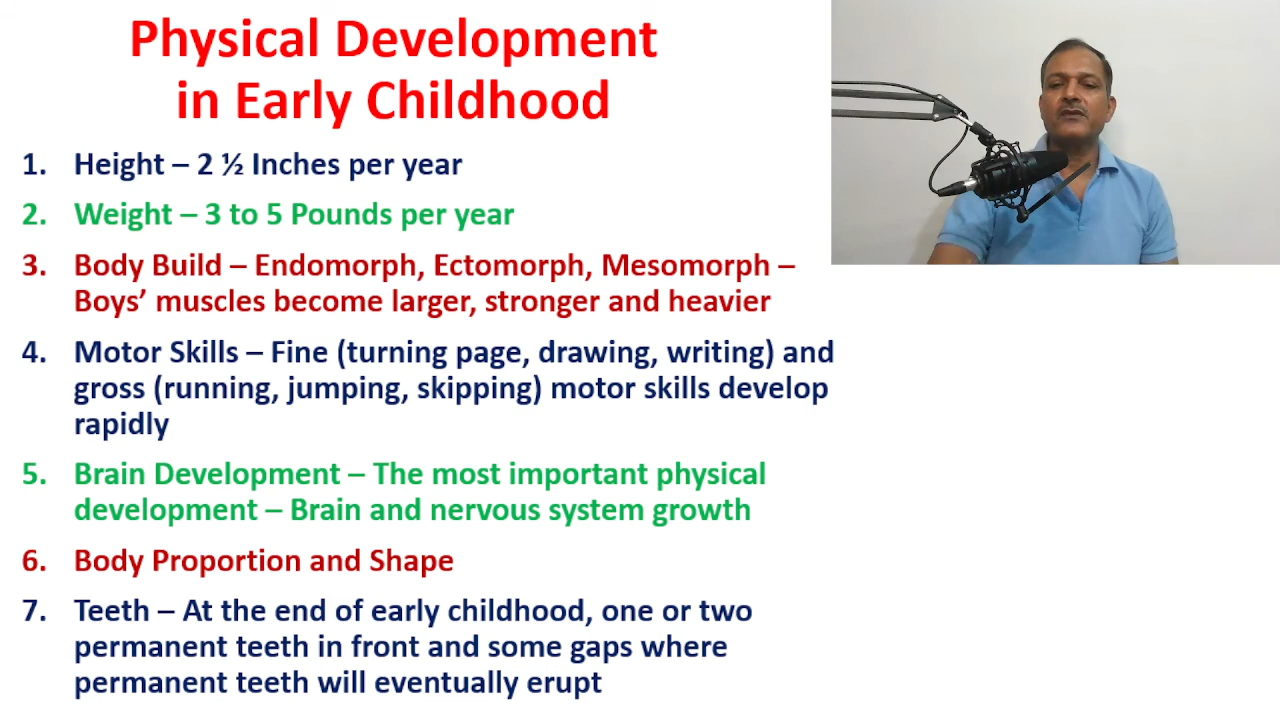 Physical Development
in Early Childhood
1. Height – 2 ½ Inches per year
2. Weight – 3 to 5 Pounds per year
3. Body Build – Endomorph, Ectomorph, Mesomorph –
Boys’ muscles become larger, stronger and heavier
4. Motor Skills – Fine (turning page, drawing, writing) and
gross (running, jumping, skipping) motor skills develop
rapidly
5. Brain Development – The most important physical
development – Brain and nervous system growth
6. Body Proportion and Shape
7. Teeth – At the end of early childhood, one or two
permanent teeth in front and some gaps where
permanent teeth will eventually erupt